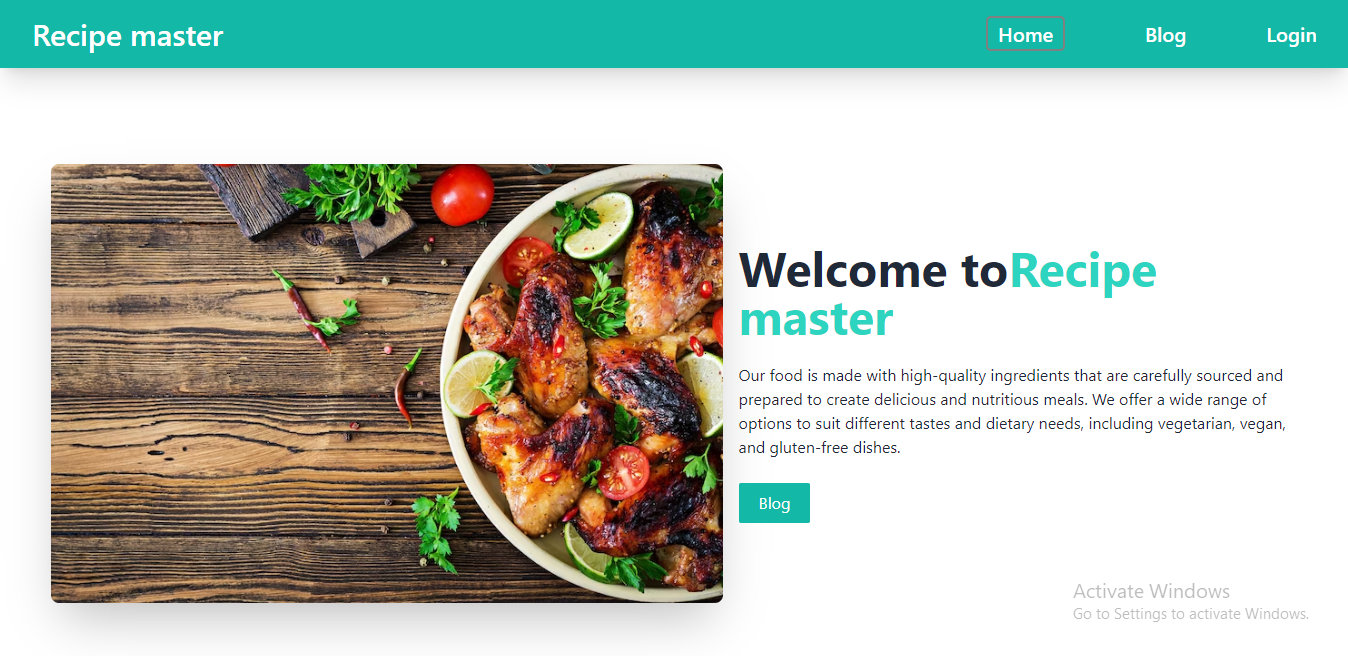 Recipe master
Home
Blog
Login
Welcome toRecipe
master
Our food is made with high-quality ingredients that are carefully sourced and
prepared to create delicious and nutritious meals. We offer a wide range of
options to suit different tastes and dietary needs, including vegetarian, vegan,
and gluten-free dishes.
Blog
Activate Windows
Go to Settings to activate Windows.